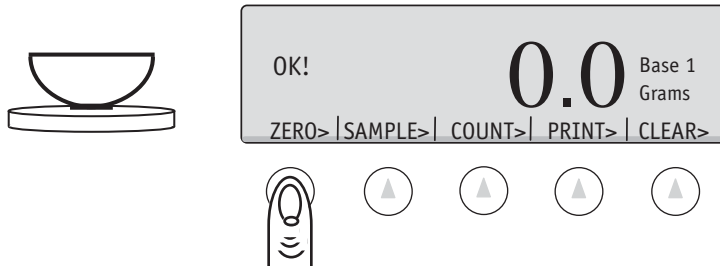 OK!
0.0
Base 1
Grams
ZERO> | SAMPLE> | COUNT> | PRINT> | CLEAR>